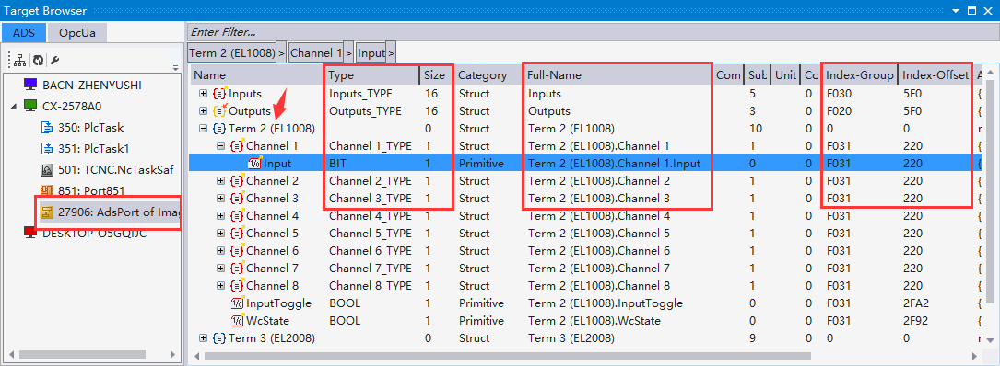 Target Browser
ADS OpcUa
BACN-ZHENYUSHI
CX-2578A0
350: PlcTask
351: PlcTask1
501: TCNC.NcTaskSaf
851: Port851
27906: AdsPort of Imag
DESKTOP-O5GQIJC
Enter Filter...
Term 2 (EL1008) > Channel 1 > Input >
Name Type Size Category Full-Name Com Sub Unit Cc Index-Group Index-Offset A
Inputs Inputs_TYPE 16 Struct Inputs 5 0 F030 5F0 {
Outputs Outputs_TYPE 16 Struct Outputs 3 0 F020 5F0 {
Term 2 (EL1008) 0 Struct Term 2 (EL1008) 10 0 0 0
Channel 1 Channel 1_TYPE 1 Struct Term 2 (EL1008).Channel 1 1 0 F031 220 {
Input BIT 1 Primitive Term 2 (EL1008).Channel 1.Input 0 0 F031 220 {
Channel 2 Channel 2_TYPE 1 Struct Term 2 (EL1008).Channel 2 1 0 F031 220 {
Channel 3 Channel 3_TYPE 1 Struct Term 2 (EL1008).Channel 3 1 0 F031 220 {
Channel 4 Channel 4_TYPE 1 Struct Term 2 (EL1008).Channel 4 1 0 F031 220 {
Channel 5 Channel 5_TYPE 1 Struct Term 2 (EL1008).Channel 5 1 0 F031 220 {
Channel 6 Channel 6_TYPE 1 Struct Term 2 (EL1008).Channel 6 1 0 F031 220 {
Channel 7 Channel 7_TYPE 1 Struct Term 2 (EL1008).Channel 7 1 0 F031 220 {
Channel 8 Channel 8_TYPE 1 Struct Term 2 (EL1008).Channel 8 1 0 F031 220 {
InputToggle BOOL 1 Primitive Term 2 (EL1008).InputToggle 0 0 F031 2FA2 {
WcState BOOL 1 Primitive Term 2 (EL1008).WcState 0 0 F031 2F92 {
Term 3 (EL2008) 0 Struct Term 3 (EL2008) 9 0 0 0